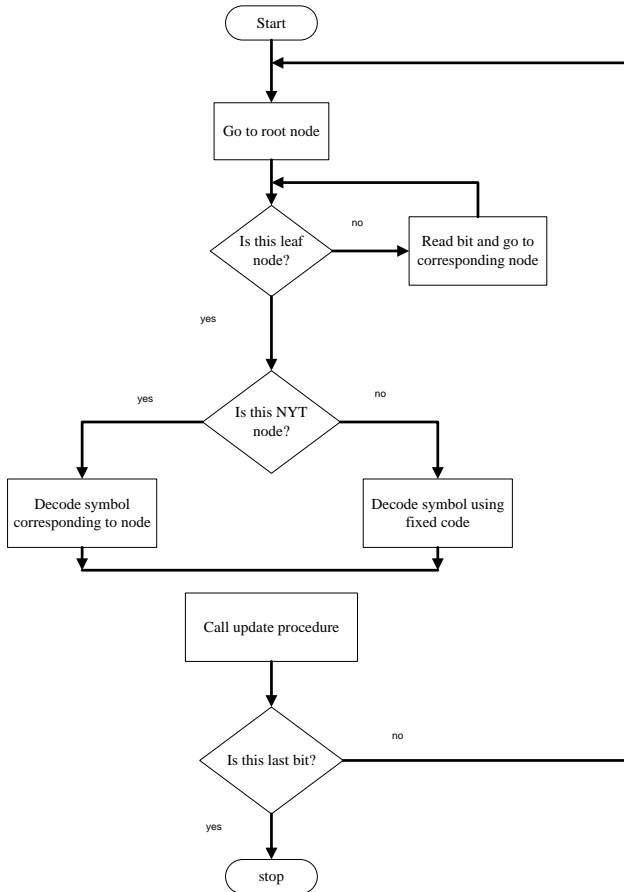 Start
Go to root node
Is this leaf
node?
no
Read bit and go to
corresponding node
yes
Is this NYT
node?
yes
no
Decode symbol
corresponding to node
Decode symbol using
fixed code
Call update procedure
Is this last bit?
no
yes
stop